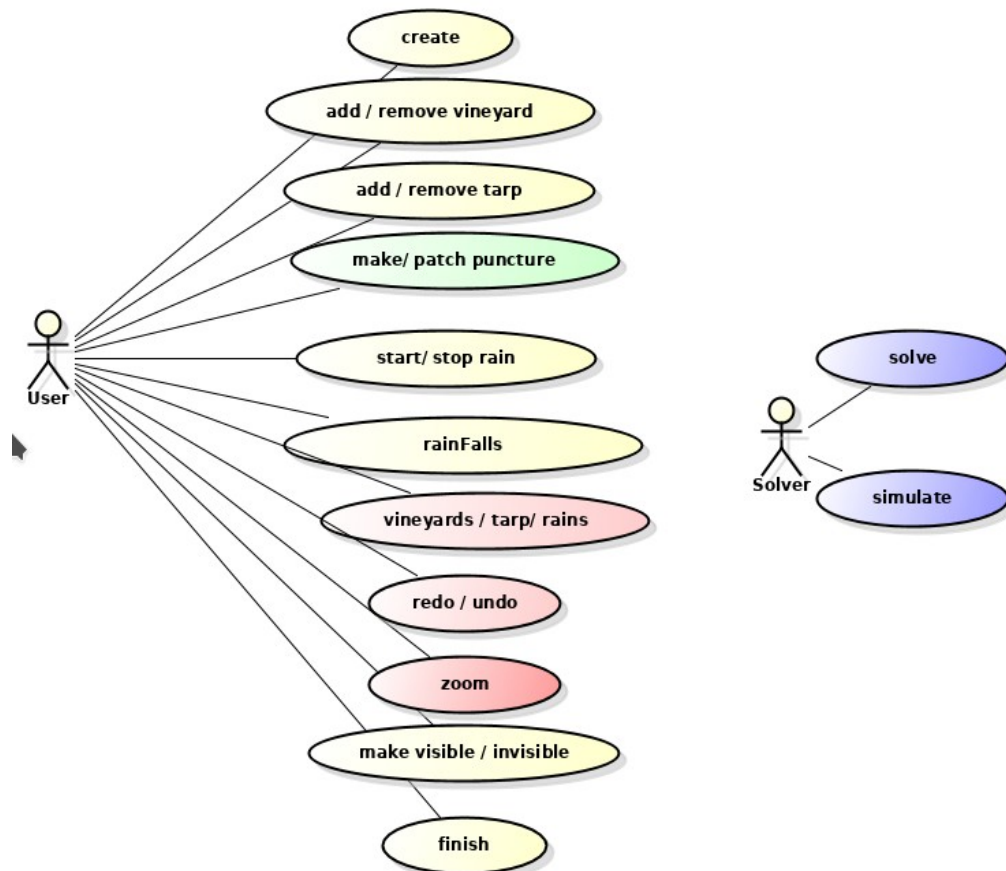 create
add / remove vineyard
add / remove tarp
make/ patch puncture
start/ stop rain
rainFalls
vineyards / tarp/ rains
redo / undo
zoom
make visible / invisible
finish
User
solve
simulate
Solver